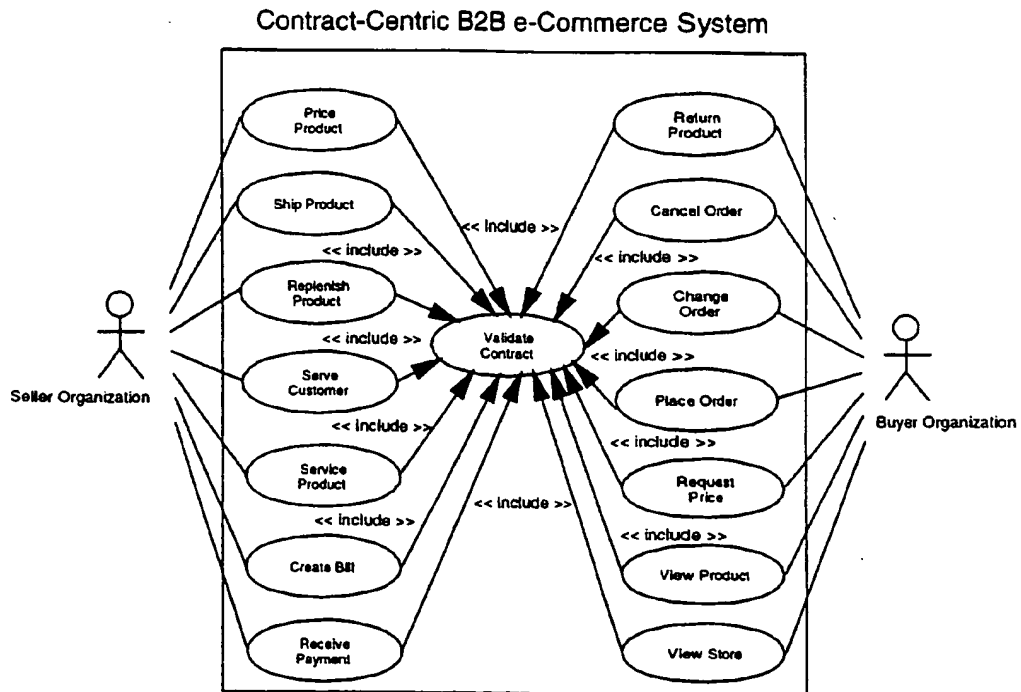 Contract-Centric B2B e-Commerce System
Price
Product
Return
Product
Ship Product
Cancel Order
<< include >>
<< include >>
<< include >>
Replenish
Product
Change
Order
Validate
Contract
<< include >>
<< include >>
Serve
Customer
Place Order
Seller Organization
Buyer Organization
<< include >>
<< include >>
Service
Product
Request
Price
<< include >>
<< include >>
<< include >>
Create Bill
View Product
Receive
Payment
View Store